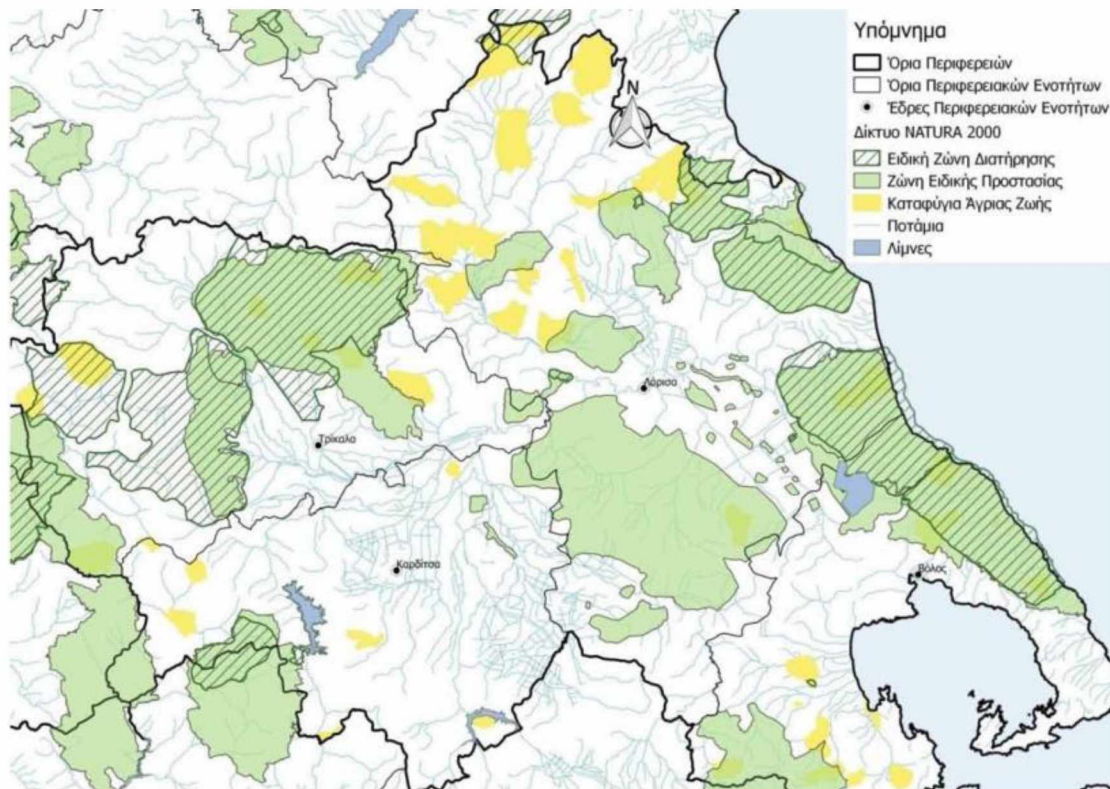 Υπόμνημα
Όρια Περιφερειών
Όρια Περιφερειακών Ενοτήτων
Έδρες Περιφερειακών Ενοτήτων
Δίκτυο NATURA 2000
Ειδική Ζώνη Διατήρησης
Ζώνη Ειδικής Προστασίας
Καταφύγια Άγριας Ζωής
Ποτάμια
Λίμνες
N
Λάρισα
Τρίκαλα
Καρδίτσα
Βόλος